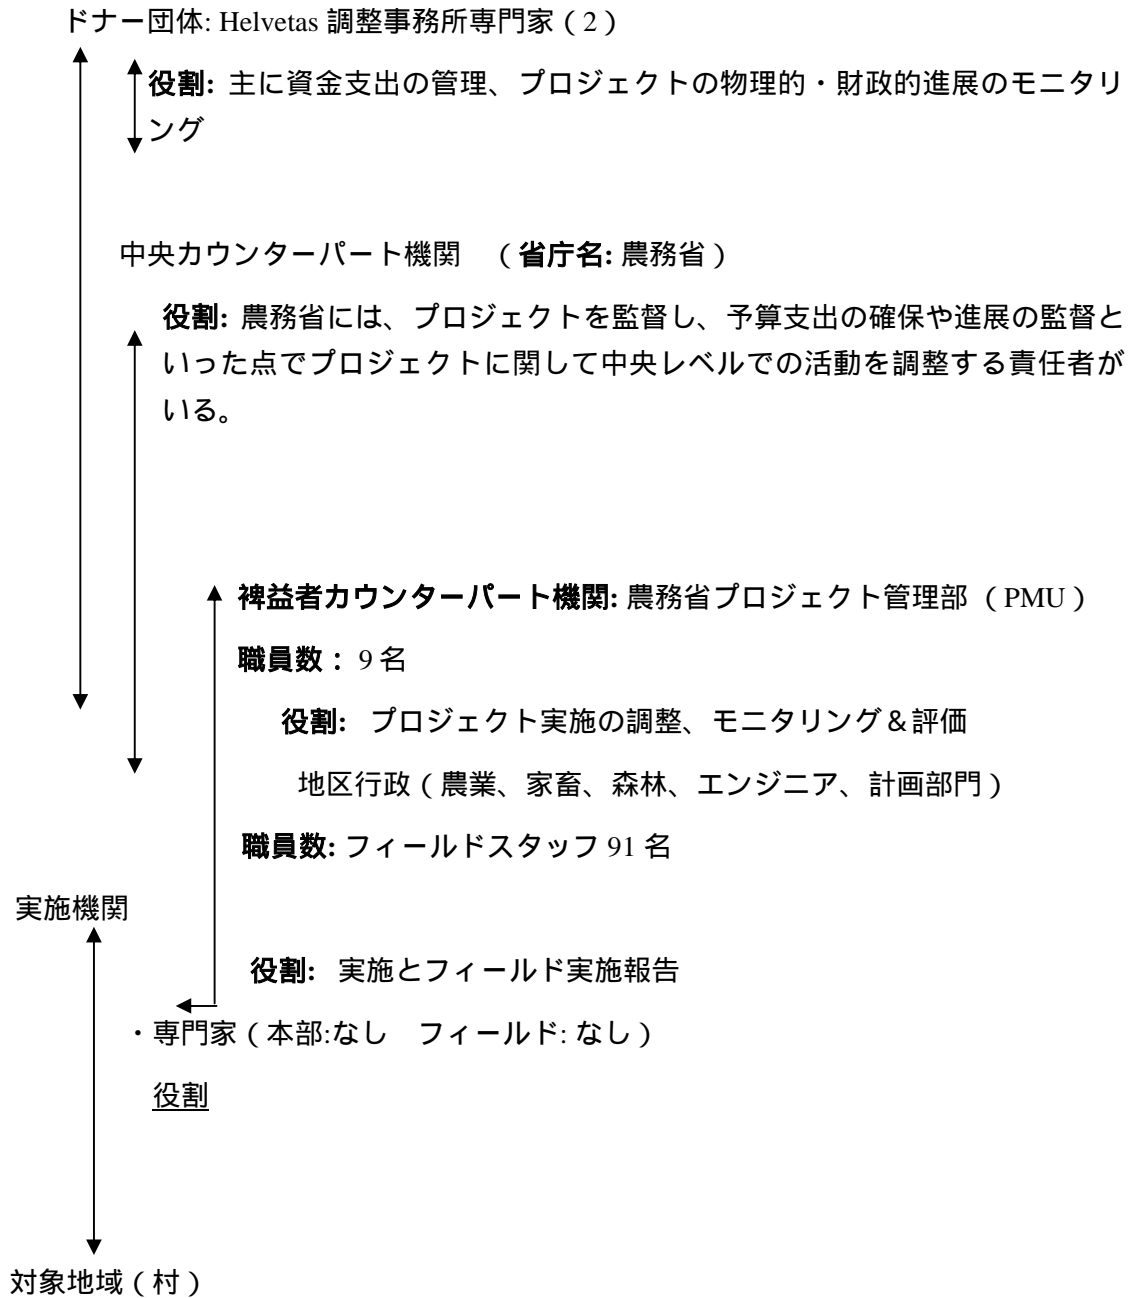 ドナー団体: Helvetas 調整事務所専門家（2）
役割: 主に資金支出の管理、プロジェクトの物理的・財政的進展のモニタリ
ング
中央カウンターパート機関　（省庁名: 農務省）
役割: 農務省には、プロジェクトを監督し、予算支出の確保や進展の監督と
いった点でプロジェクトに関して中央レベルでの活動を調整する責任者が
いる。
裨益者カウンターパート機関: 農務省プロジェクト管理部 （PMU）
職員数： 9 名
役割: プロジェクト実施の調整、モニタリング＆評価
地区行政（農業、家畜、森林、エンジニア、計画部門）
職員数: フィールドスタッフ 91 名
実施機関
役割: 実施とフィールド実施報告
・専門家（本部:なし　フィールド: なし）
役割
対象地域（村）